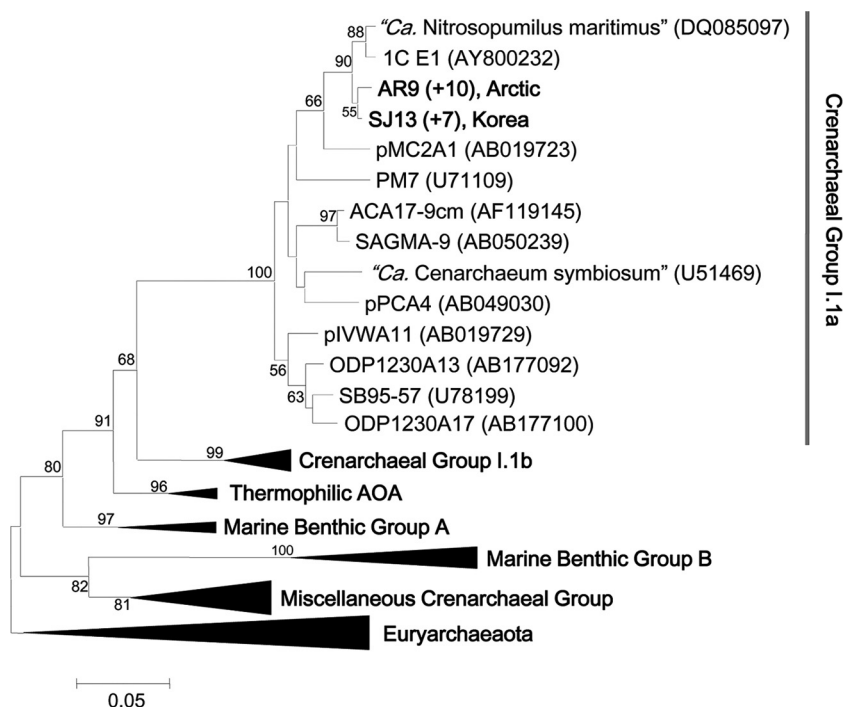 88
"Ca. Nitrosopumilus maritimus" (DQ085097)
90
1C E1 (AY800232)
AR9 (+10), Arctic
66
55
SJ13 (+7), Korea
pMC2A1 (AB019723)
PM7 (U71109)
97
ACA17-9cm (AF119145)
SAGMA-9 (AB050239)
100
"Ca. Cenarchaeum symbiosum" (U51469)
pPCA4 (AB049030)
pIVWA11 (AB019729)
56
ODP1230A13 (AB177092)
63
SB95-57 (U78199)
ODP1230A17 (AB177100)
Crenarchaeal Group I.1a
68
91
99
Crenarchaeal Group I.1b
80
96
Thermophilic AOA
97
Marine Benthic Group A
100
Marine Benthic Group B
82
81
Miscellaneous Crenarchaeal Group
Euryarchaeaota
0.05